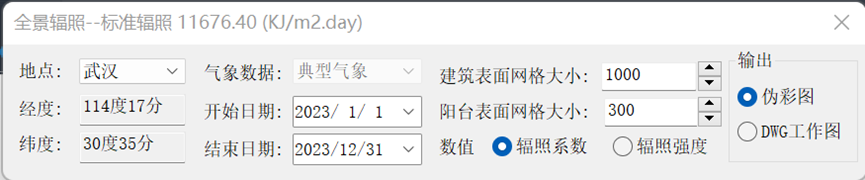 全景辐照--标准辐照 11676.40 (KJ/m2.day)
地点: 武汉 气象数据: 典型气象 建筑表面网格大小: 1000 输出
经度: 114度17分 开始日期: 2023/ 1/ 1 阳台表面网格大小: 300 伪彩图
纬度: 30度35分 结束日期: 2023/12/31 数值 辐照系数 辐照强度 DWG工作图